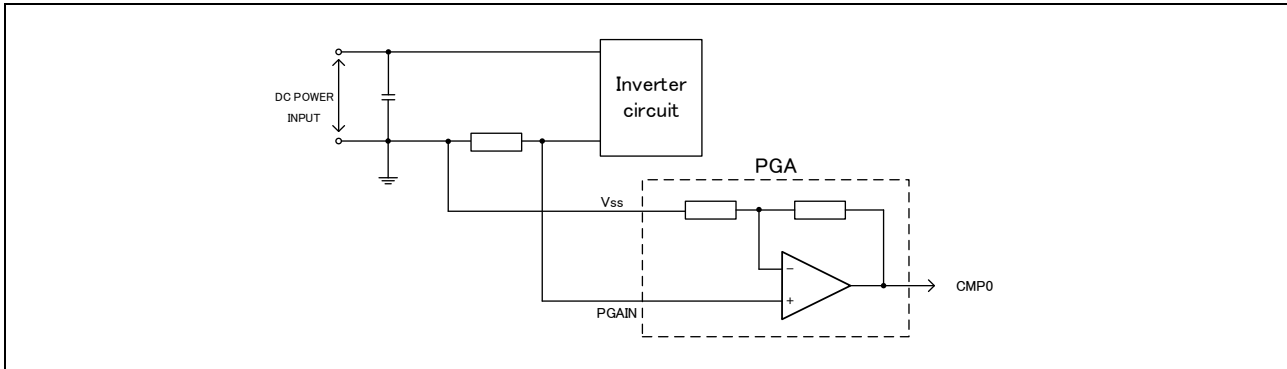 DC POWER
INPUT
Inverter
circuit
PGA
Vss
−
+
PGAIN
CMP0